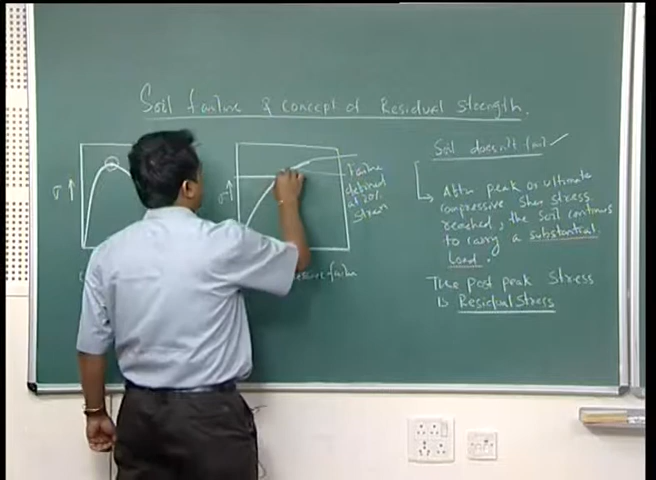 Soil failure & concept of Residual strength.
Soil doesn't fail
σ
σ
Failure
defined
at 20%
strain
After peak or ultimate
compressive shear stress
reached, the soil continues
to carry a substantial
Load.
The Post peak Stress
is Residual Stress
failure